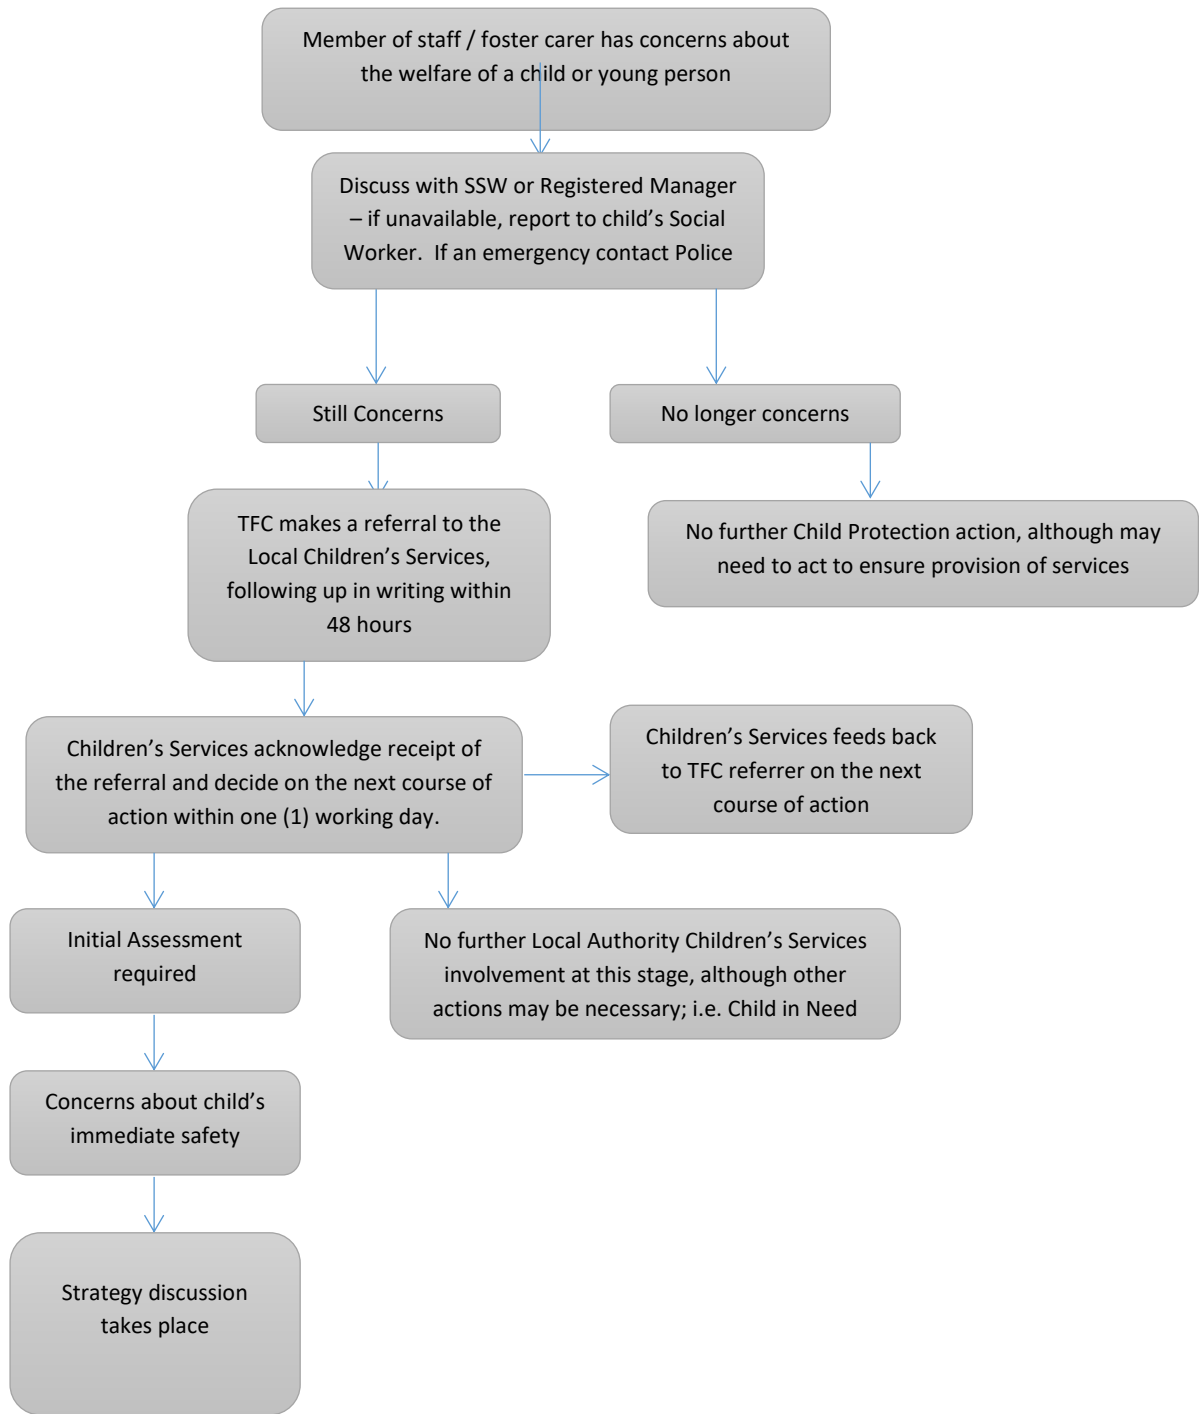 Member of staff / foster carer has concerns about
the welfare of a child or young person
Discuss with SSW or Registered Manager
– if unavailable, report to child’s Social
Worker.  If an emergency contact Police
Still Concerns
No longer concerns
TFC makes a referral to the
Local Children’s Services,
following up in writing within
48 hours
No further Child Protection action, although may
need to act to ensure provision of services
Children’s Services acknowledge receipt of
the referral and decide on the next course of
action within one (1) working day.
Children’s Services feeds back
to TFC referrer on the next
course of action
Initial Assessment
required
No further Local Authority Children’s Services
involvement at this stage, although other
actions may be necessary; i.e. Child in Need
Concerns about child’s
immediate safety
Strategy discussion
takes place